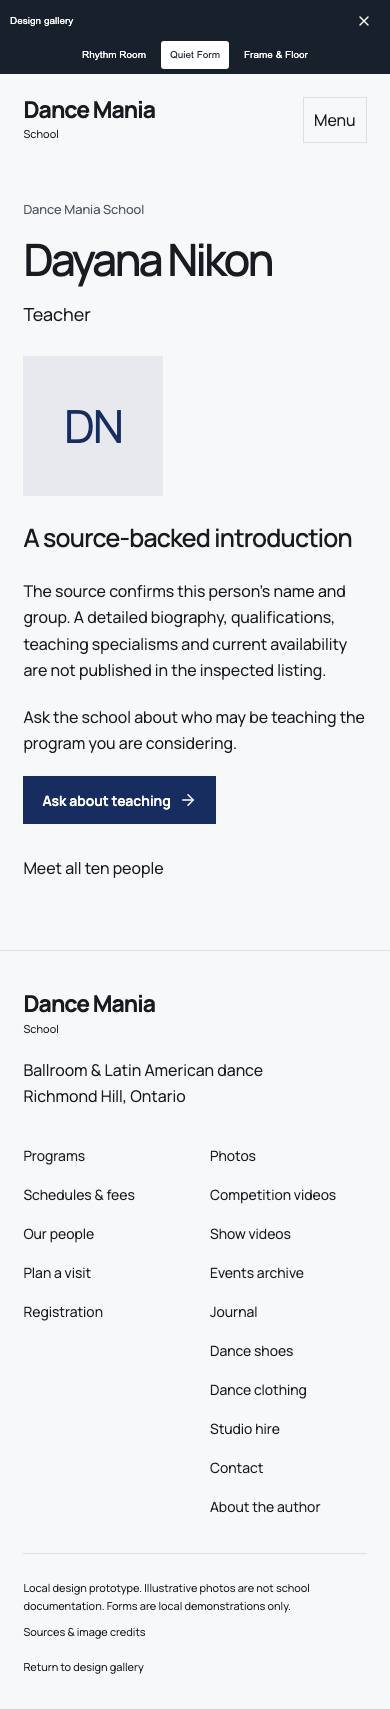 Design gallery
Rhythm Room
Quiet Form
Frame & Floor
Dance Mania
School
Menu
Dance Mania School
Dayana Nikon
Teacher
DN
A source-backed introduction
The source confirms this person's name and
group. A detailed biography, qualifications,
teaching specialisms and current availability
are not published in the inspected listing.
Ask the school about who may be teaching the
program you are considering.
Ask about teaching
Meet all ten people
Dance Mania
School
Ballroom & Latin American dance
Richmond Hill, Ontario
Programs
Schedules & fees
Our people
Plan a visit
Registration
Photos
Competition videos
Show videos
Events archive
Journal
Dance shoes
Dance clothing
Studio hire
Contact
About the author
Local design prototype. Illustrative photos are not school
documentation. Forms are local demonstrations only.
Sources & image credits
Return to design gallery